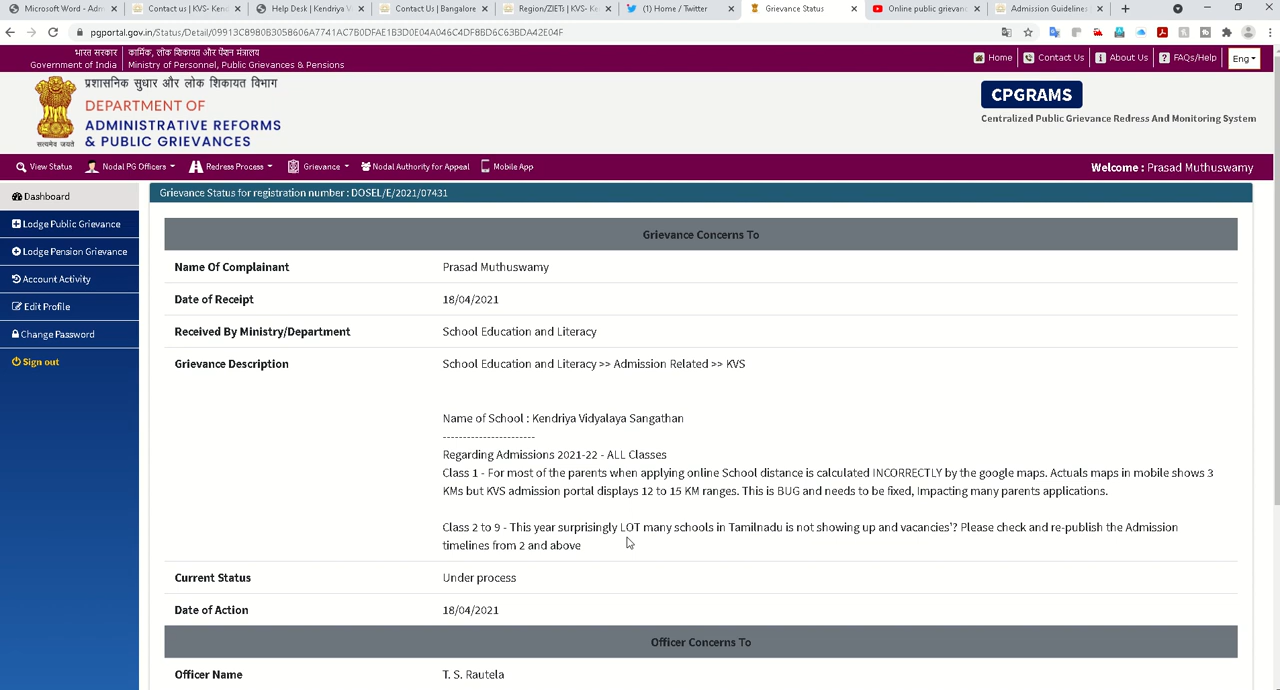 Microsoft Word - Adm
Contact us | KVS- Ken
Help Desk | Kendriya V
Contact Us | Bangalore
Region/ZIETs | KVS- Ke
(1) Home / Twitter
Grievance Status
Online public grievanc
Admission Guidelines
pgportal.gov.in/Status/Detail/09913C8980B3058606A7741AC7B0DFAE1B3D0E04A046C4DF8BD6C63BDA42E04F
भारत सरकार
Government of India
कार्मिक, लोक शिकायत और पेंशन मंत्रालय
Ministry of Personnel, Public Grievances & Pensions
Home
Contact Us
About Us
FAQs/Help
Eng
सत्यमेव जयते
प्रशासनिक सुधार और लोक शिकायत विभाग
DEPARTMENT OF
ADMINISTRATIVE REFORMS
& PUBLIC GRIEVANCES
CPGRAMS
Centralized Public Grievance Redress And Monitoring System
View Status
Nodal PG Officers
Redress Process
Grievance
Nodal Authority for Appeal
Mobile App
Welcome : Prasad Muthuswamy
Dashboard
Lodge Public Grievance
Lodge Pension Grievance
Account Activity
Edit Profile
Change Password
Sign out
Grievance Status for registration number : DOSEL/E/2021/07431
Grievance Concerns To
Name Of Complainant
Prasad Muthuswamy
Date of Receipt
18/04/2021
Received By Ministry/Department
School Education and Literacy
Grievance Description
School Education and Literacy >> Admission Related >> KVS
Name of School : Kendriya Vidyalaya Sangathan
-----------------------
Regarding Admissions 2021-22 - ALL Classes
Class 1 - For most of the parents when applying online School distance is calculated INCORRECTLY by the google maps. Actuals maps in mobile shows 3
KMs but KVS admission portal displays 12 to 15 KM ranges. This is BUG and needs to be fixed, Impacting many parents applications.
Class 2 to 9 - This year surprisingly LOT many schools in Tamilnadu is not showing up and vacancies'? Please check and re-publish the Admission
timelines from 2 and above
Current Status
Under process
Date of Action
18/04/2021
Officer Concerns To
Officer Name
T. S. Rautela